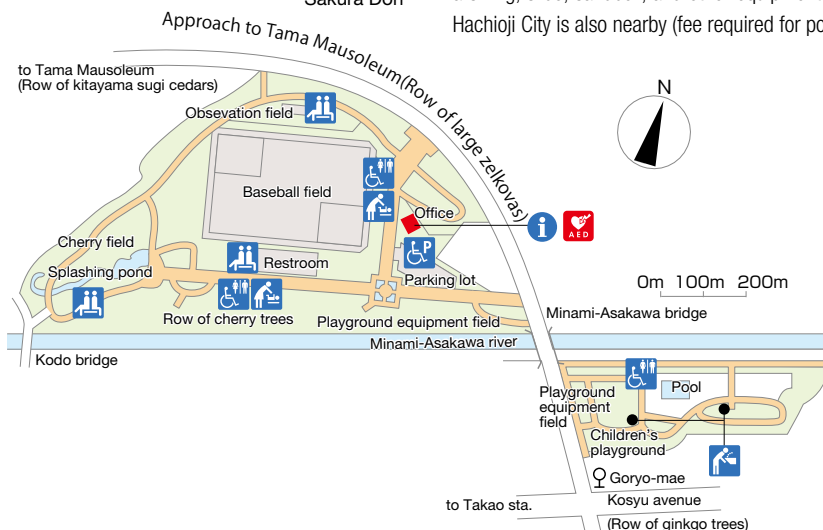 Hachioji City is also nearby (fee required for po
Approach to Tama Mausoleum(Row of large zelkovas)
to Tama Mausoleum
(Row of kitayama sugi cedars)
N
Obsevation field
Baseball field
Office
i
AED
P
Cherry field
Splashing pond
Restroom
Parking lot
0m 100m 200m
Row of cherry trees
Playground equipment field
Minami-Asakawa bridge
Minami-Asakawa river
Kodo bridge
Playground
equipment
field
Pool
Children's
playground
Goryo-mae
to Takao sta.
Kosyu avenue
(Row of ginkgo trees)